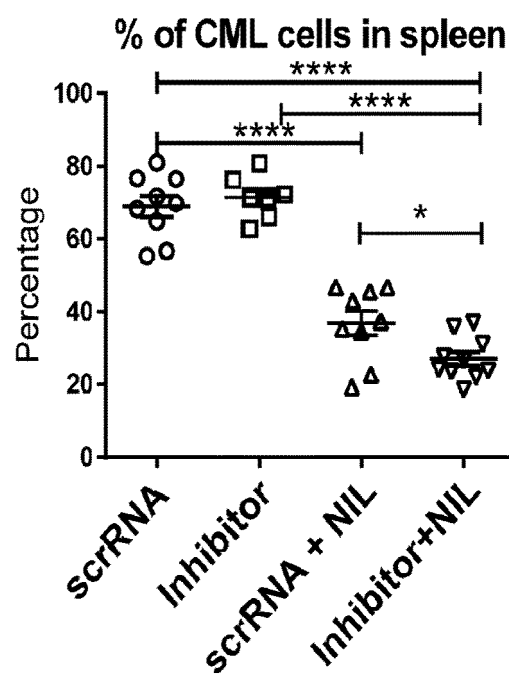 % of CML cells in spleen
****
****
****
*
Percentage
100
80
60
40
20
0
scrRNA
Inhibitor
scrRNA + NIL
Inhibitor+NIL